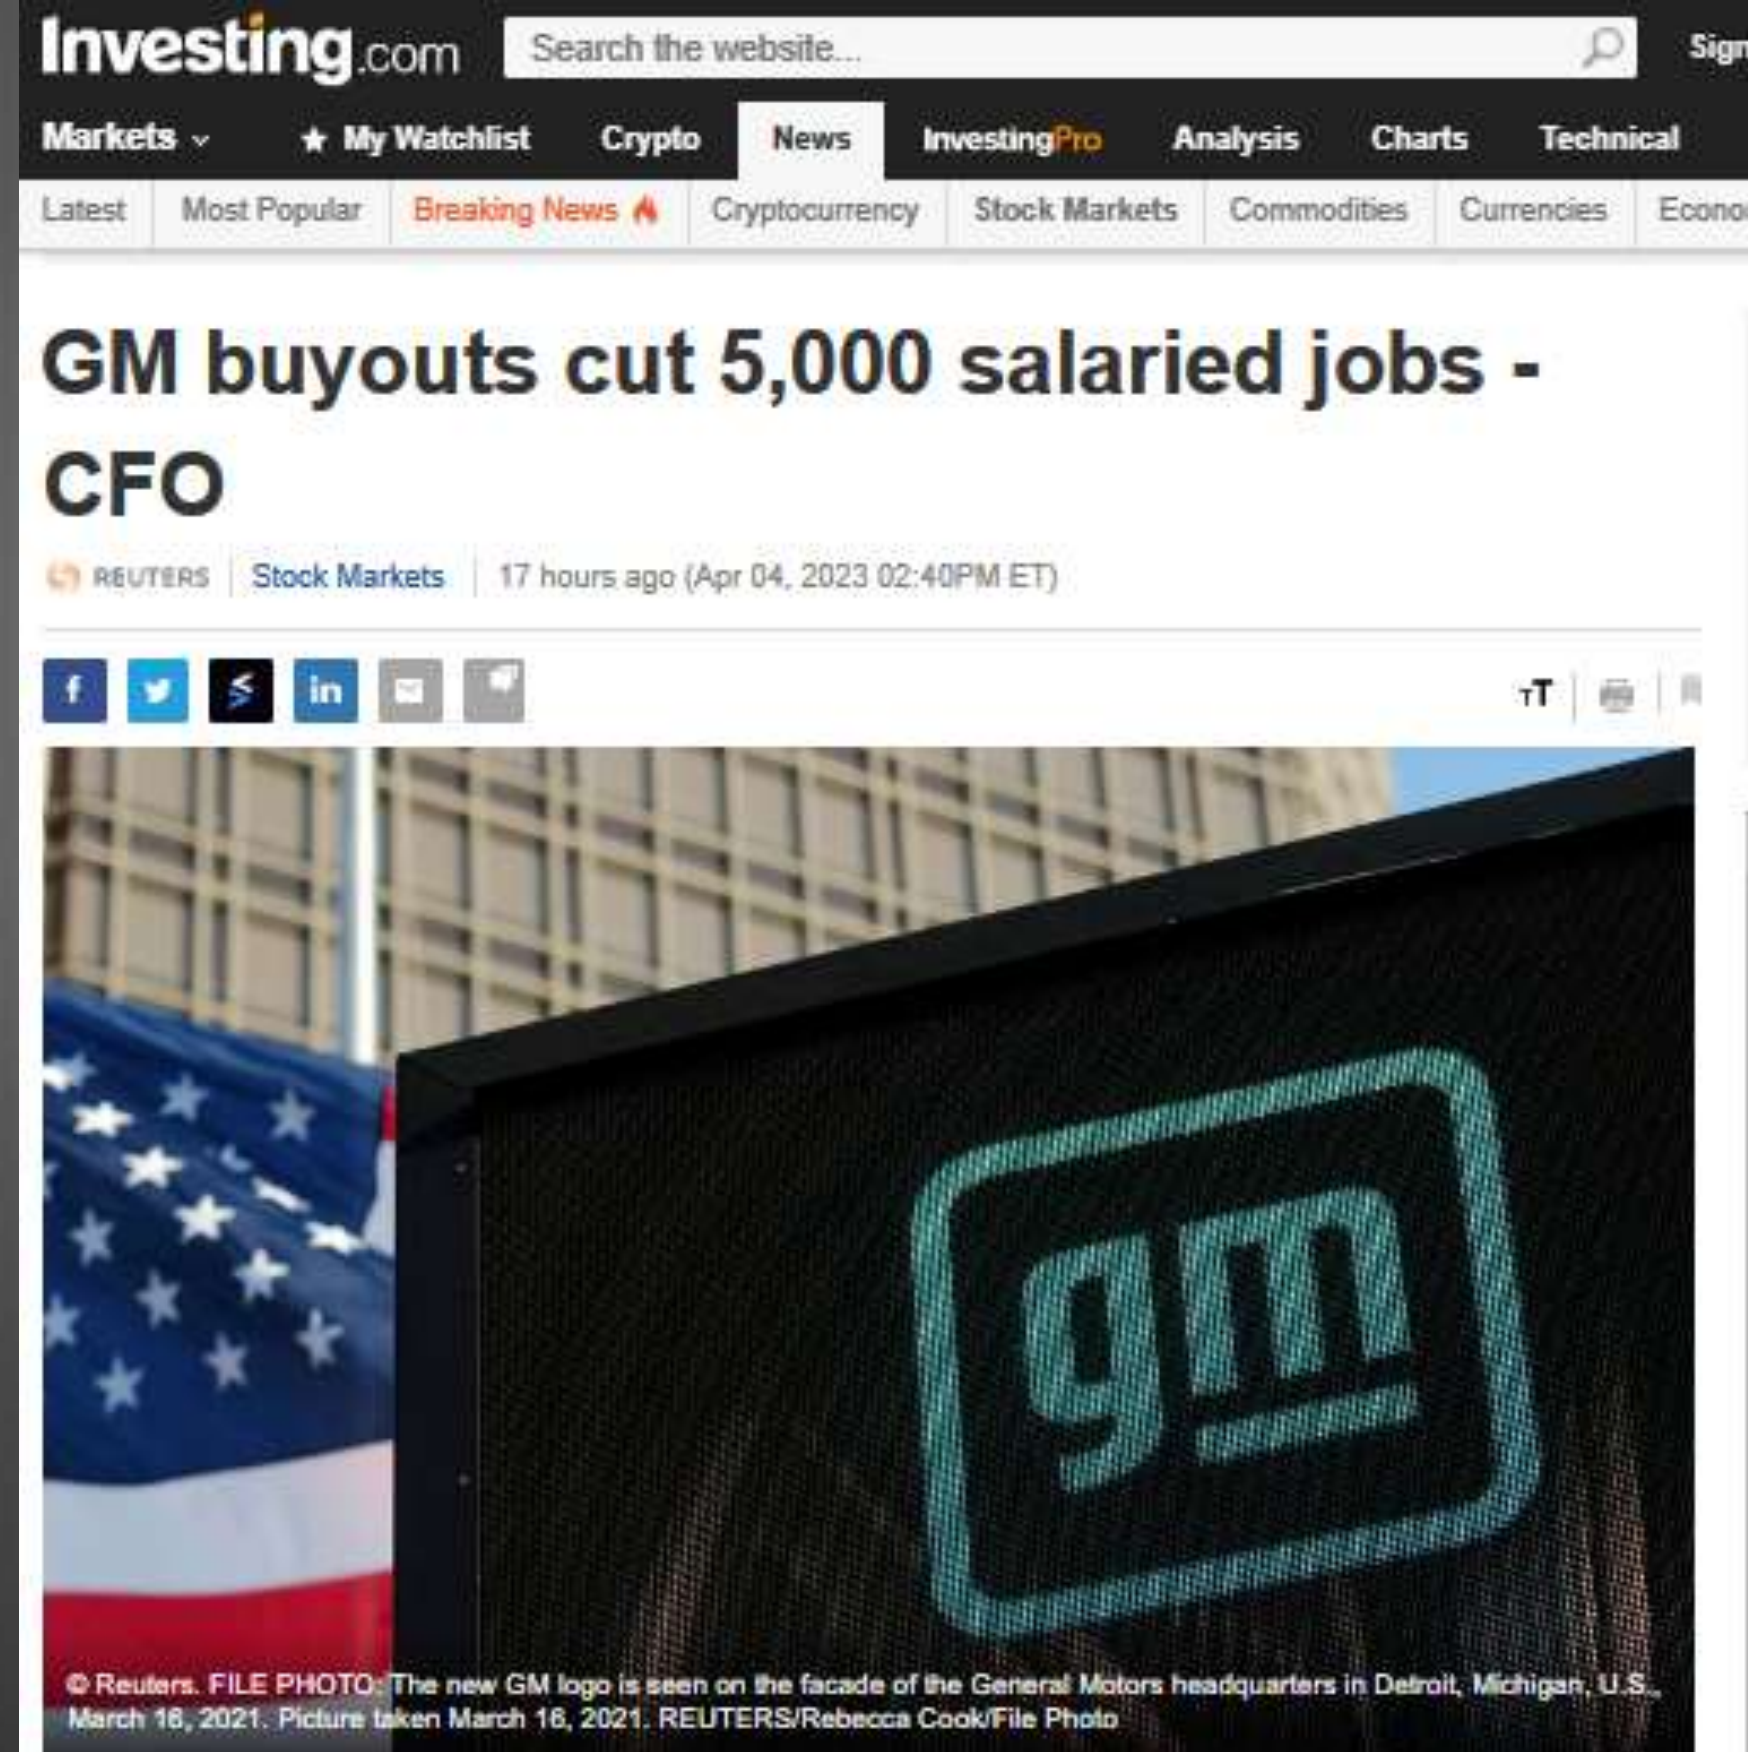 Investing.com
Search the website...
Markets
My Watchlist
Crypto
News
InvestingPro
Analysis
Charts
Technical
Latest
Most Popular
Breaking News
Cryptocurrency
Stock Markets
Commodities
Currencies
GM buyouts cut 5,000 salaried jobs -
CFO
REUTERS
Stock Markets
17 hours ago (Apr 04, 2023 02:40PM ET)
f
in
TT
gm
© Reuters. FILE PHOTO: The new GM logo is seen on the facade of the General Motors headquarters in Detroit, Michigan, U.S.,
March 16, 2021. Picture taken March 16, 2021. REUTERS/Rebecca Cook/File Photo